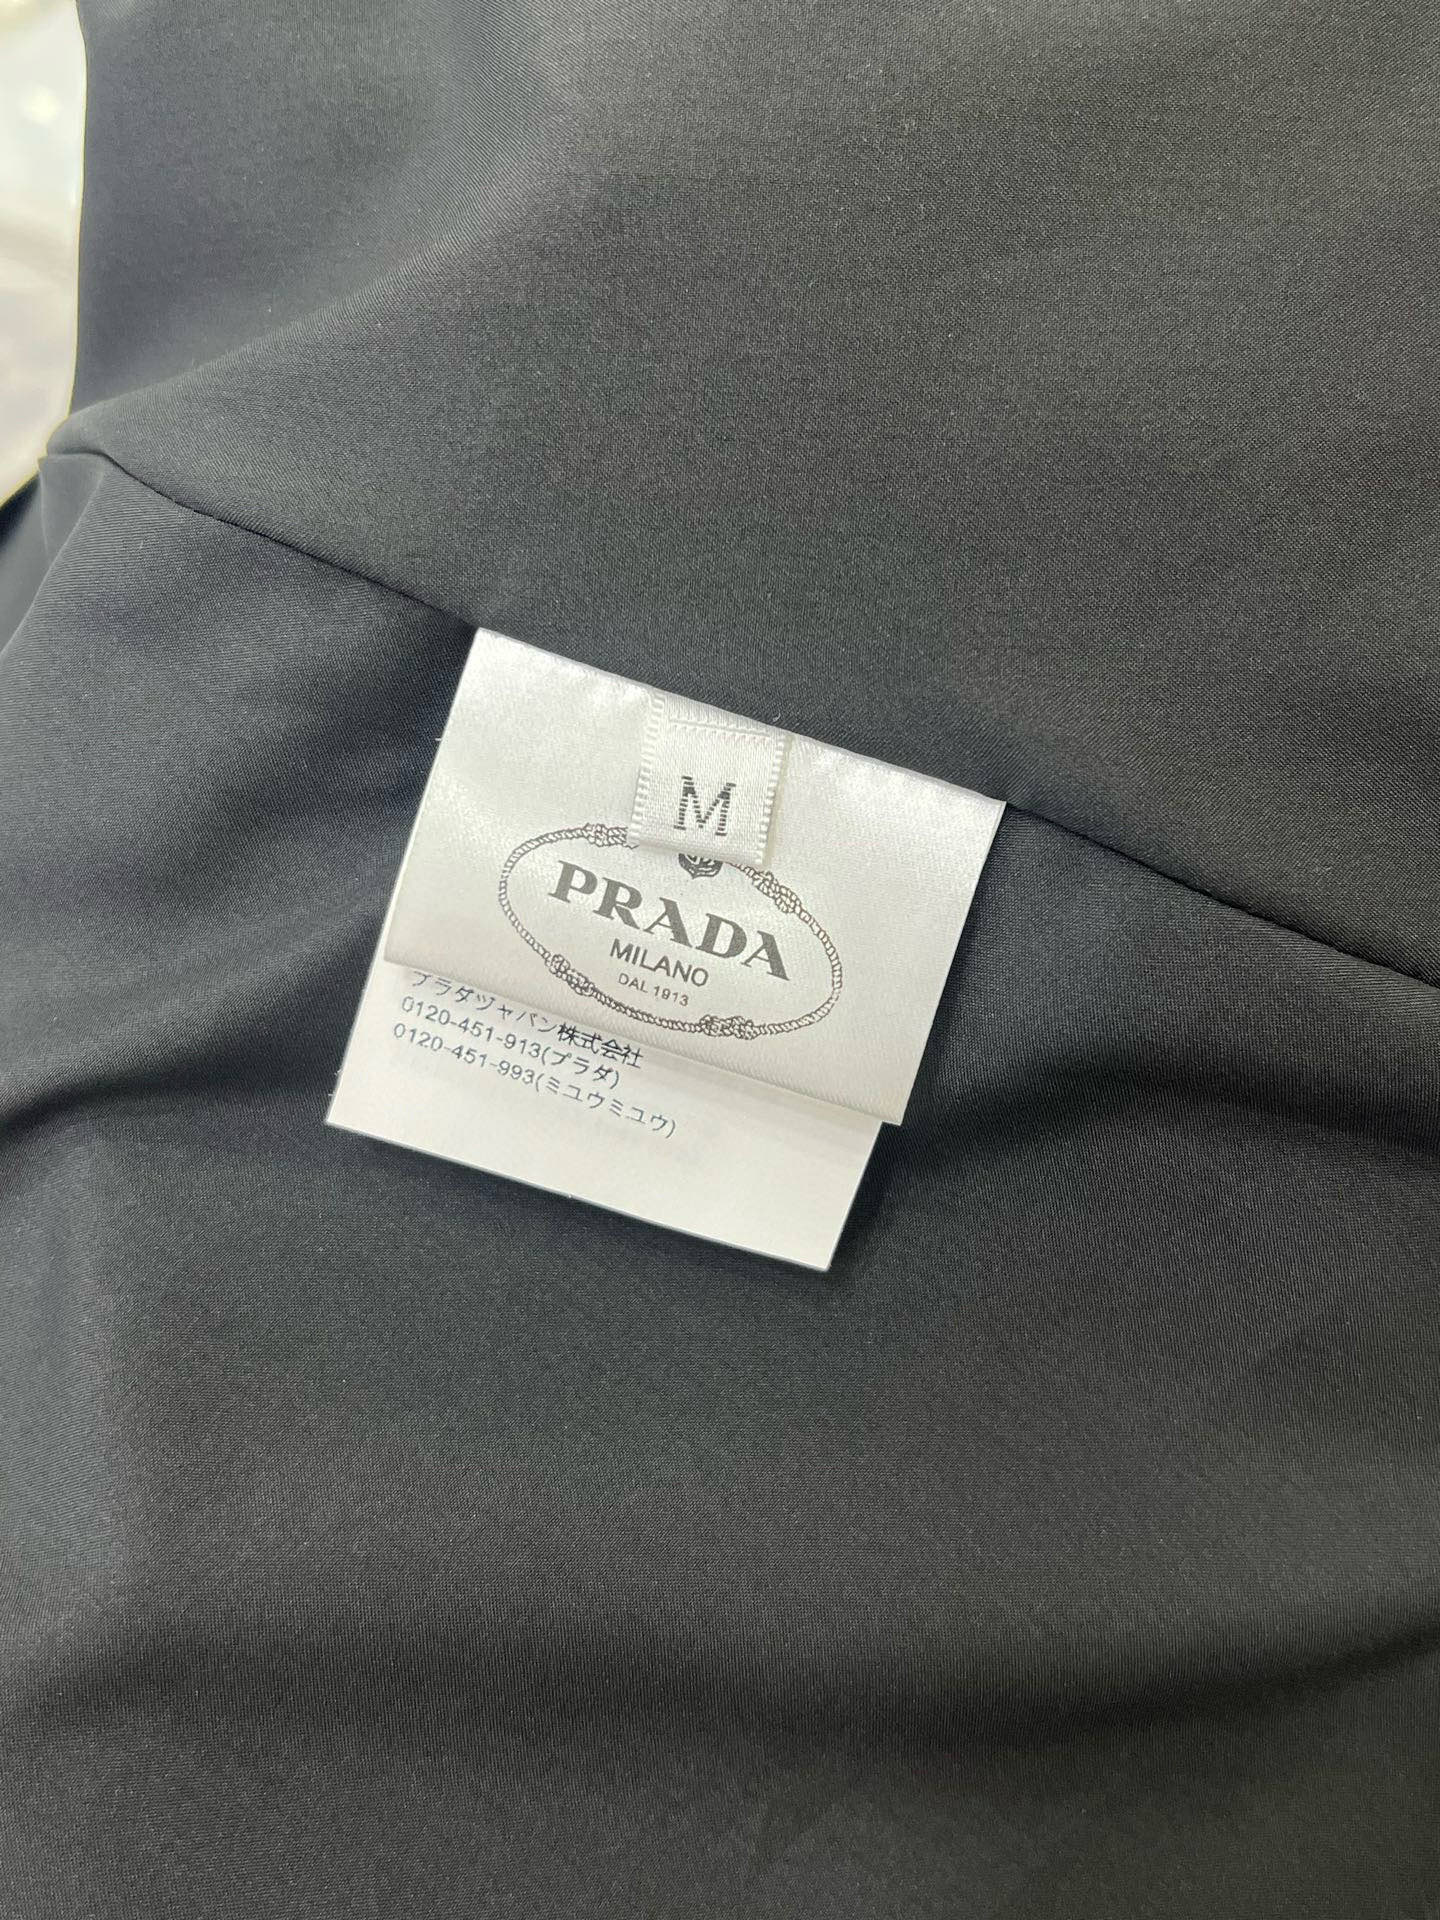 M
PRADA
MILANO
DAL 1913
プラダジャパン株式会社
0120-451-913(プラダ)
0120-451-993(ミュウミュウ)